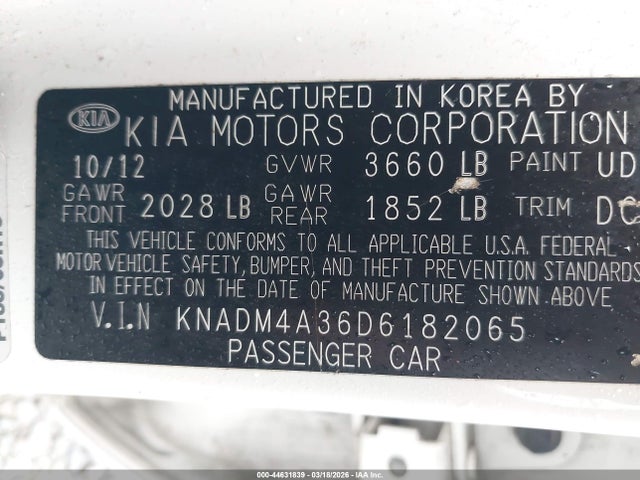 MANUFACTURED IN KOREA BY
KIA KIA MOTORS CORPORATION
10/12 GVWR 3660 LB PAINT UD
GAWR FRONT 2028 LB GAWR REAR 1852 LB TRIM DC
THIS VEHICLE CONFORMS TO ALL APPLICABLE U.S.A. FEDERAL
MOTOR VEHICLE SAFETY, BUMPER, AND THEFT PREVENTION STANDARDS
IN EFFECT ON THE DATE OF MANUFACTURE SHOWN ABOVE
V.I.N KNADM4A36D6182065
PASSENGER CAR
000-44631839 | 03/18/2026 - IAA Inc.